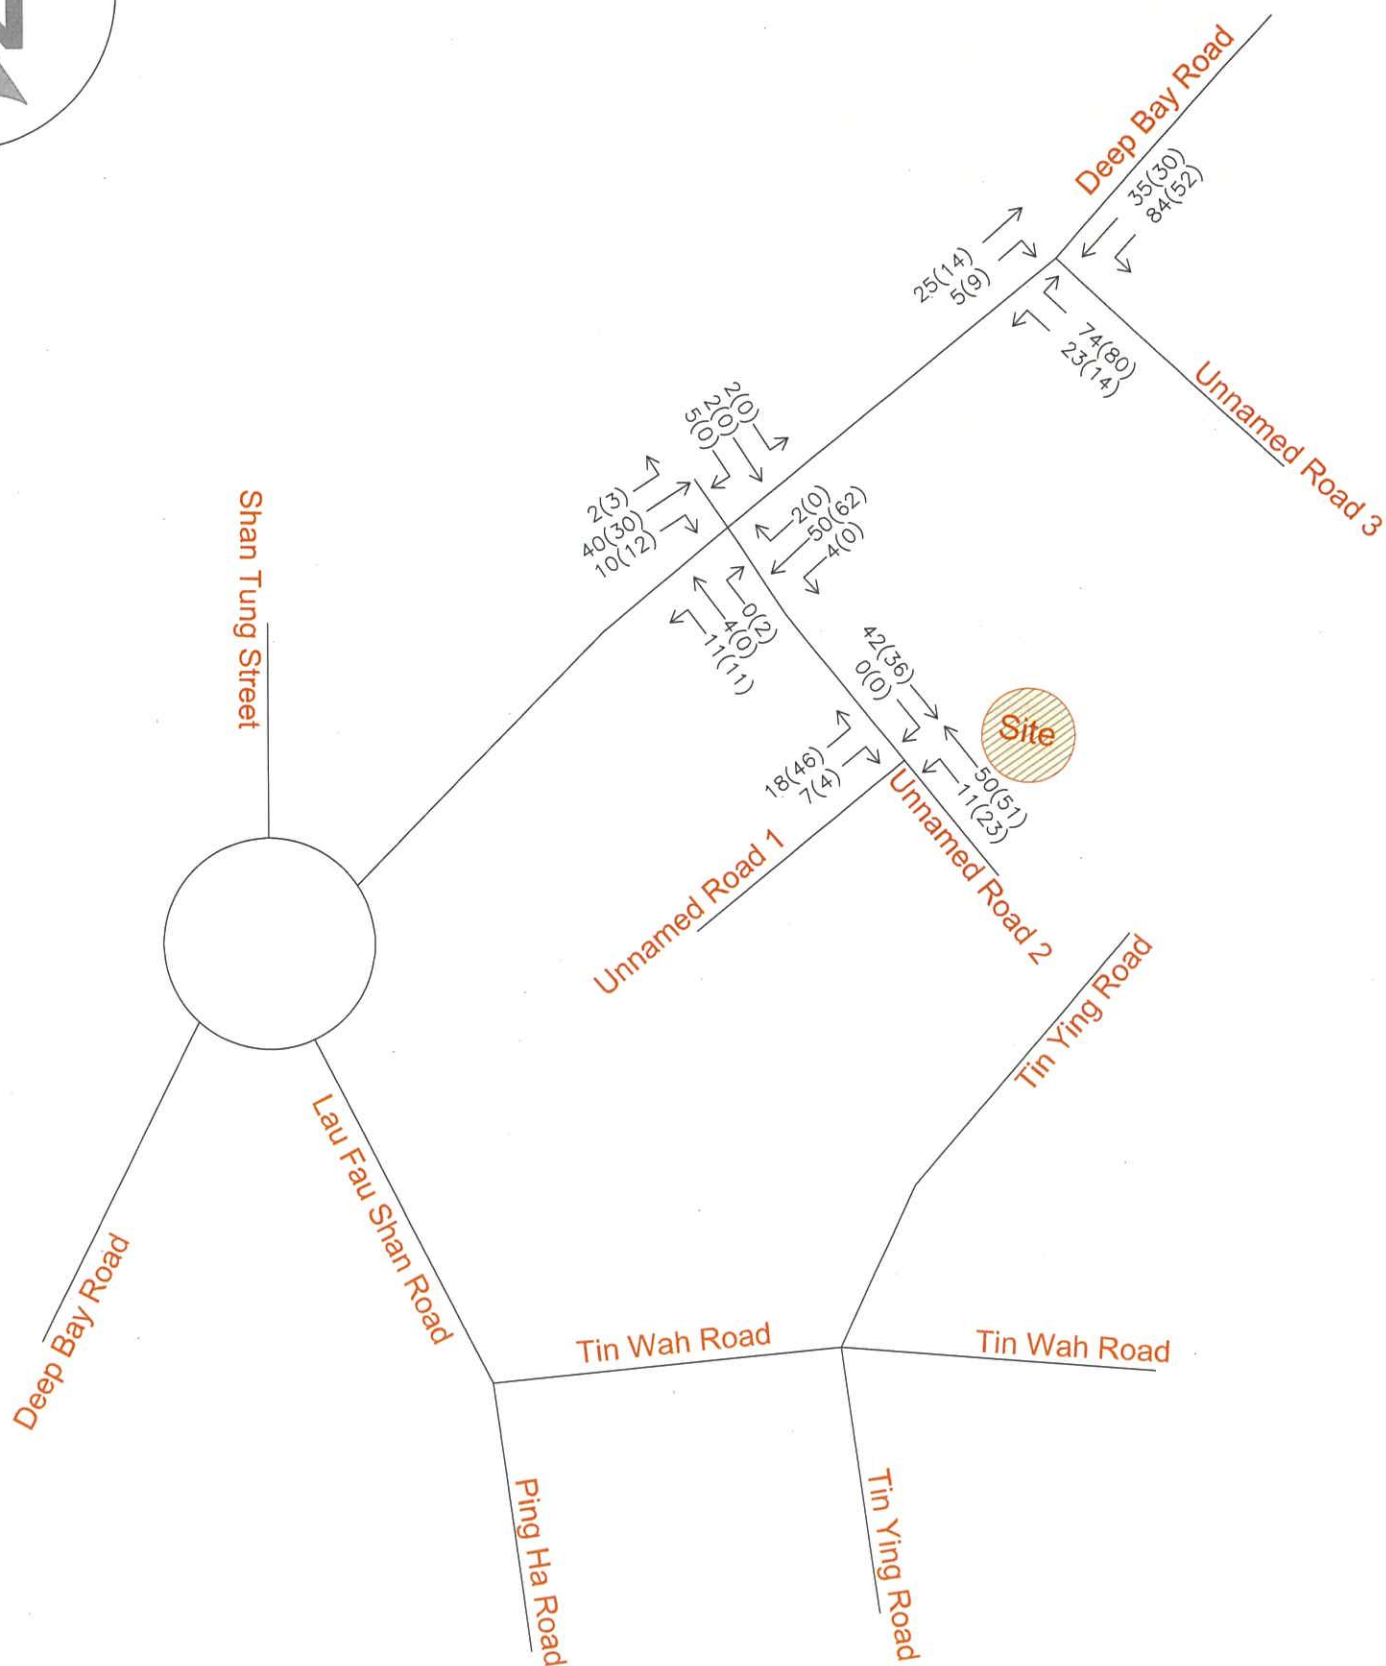 N
Deep Bay Road
35(30)
84(52)
25(14)
5(9)
74(80)
23(14)
Unnamed Road 3
2(0)
2(0)
5(0)
2(3)
40(30)
10(12)
2(0)
50(62)
4(0)
0(2)
4(0)
11(11)
Shan Tung Street
42(36)
0(0)
Site
18(46)
7(4)
50(51)
11(23)
Unnamed Road 1
Unnamed Road 2
Tin Ying Road
Lau Fau Shan Road
Deep Bay Road
Tin Wah Road
Tin Wah Road
Ping Ha Road
Tin Ying Road